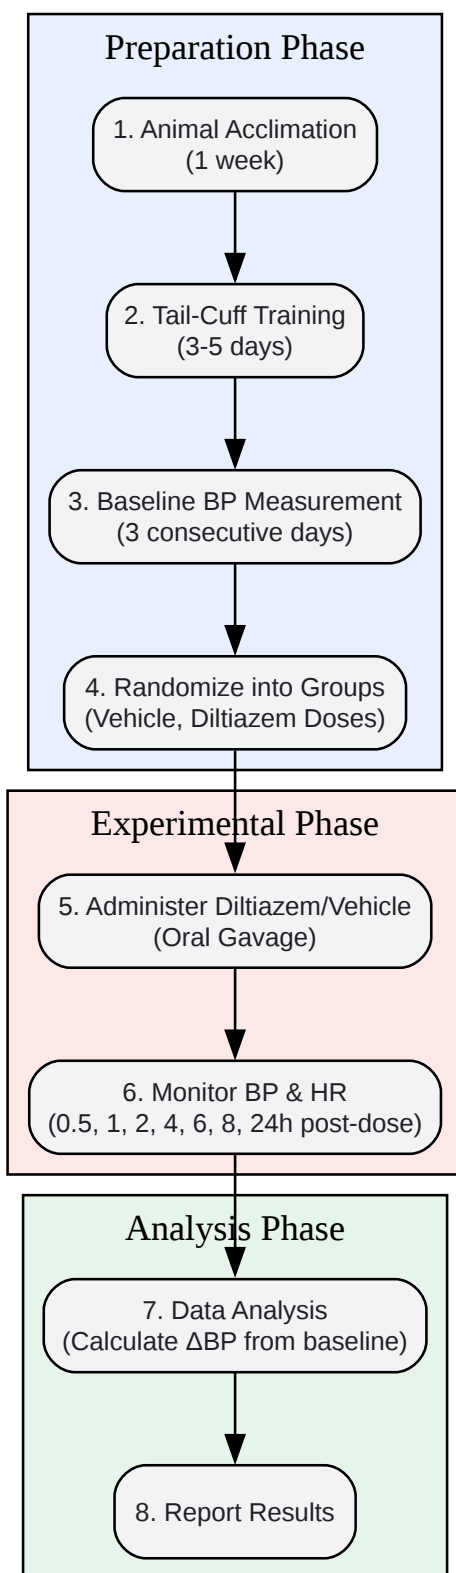 Preparation Phase
1. Animal Acclimation
(1 week)
2. Tail-Cuff Training
(3-5 days)
3. Baseline BP Measurement
(3 consecutive days)
4. Randomize into Groups
(Vehicle, Diltiazem Doses)
Experimental Phase
5. Administer Diltiazem/Vehicle
(Oral Gavage)
6. Monitor BP & HR
(0.5, 1, 2, 4, 6, 8, 24h post-dose)
Analysis Phase
7. Data Analysis
(Calculate ΔBP from baseline)
8. Report Results